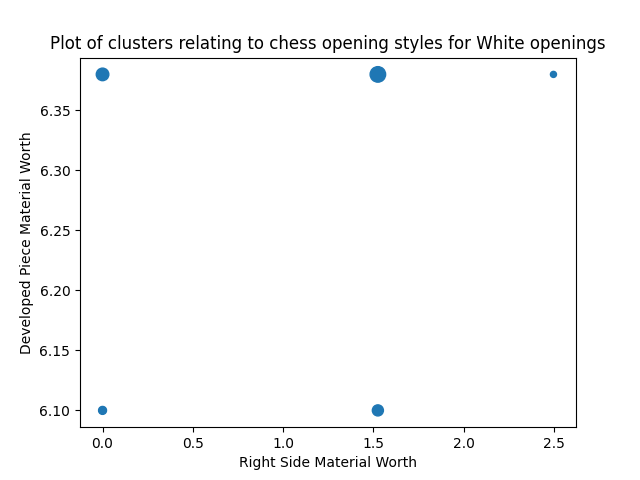 Plot of clusters relating to chess opening styles for White openings
Developed Piece Material Worth
6.35
6.30
6.25
6.20
6.15
6.10
0.0 0.5 1.0 1.5 2.0 2.5
Right Side Material Worth